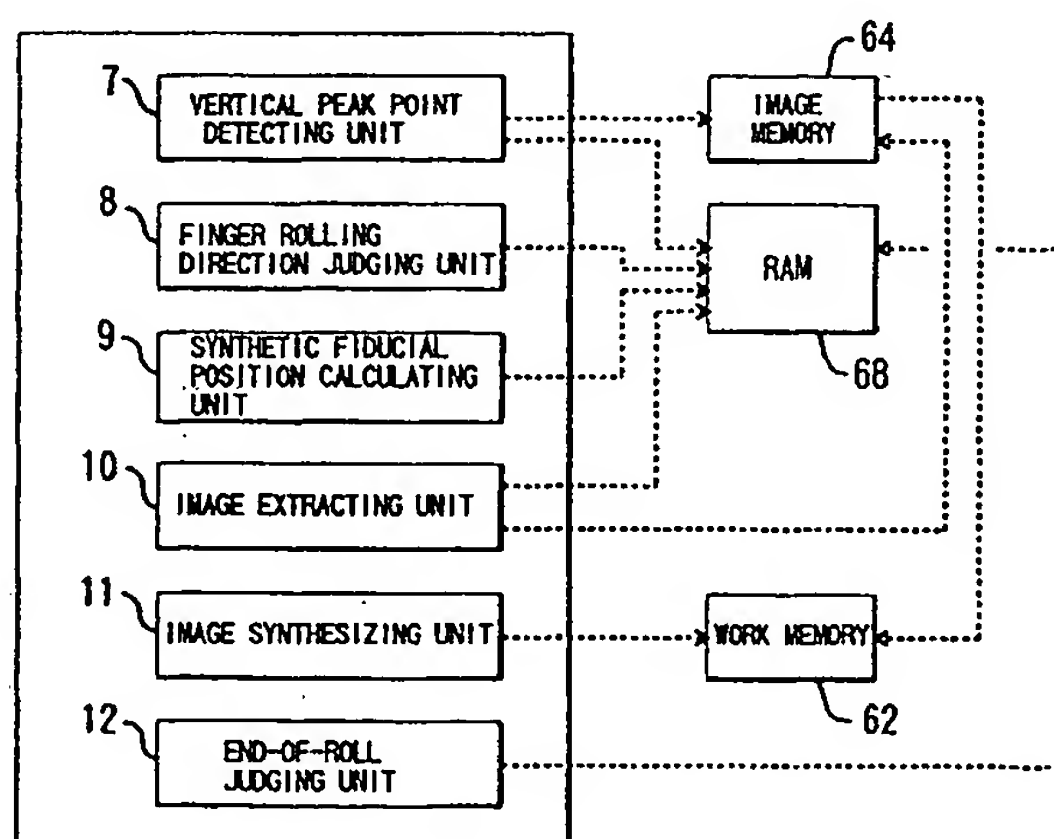 7
VERTICAL PEAK POINT
DETECTING UNIT
64
IMAGE
MEMORY
8
FINGER ROLLING
DIRECTION JUDGING UNIT
RAM
68
9
SYNTHETIC FIDUCIAL
POSITION CALCULATING
UNIT
10
IMAGE EXTRACTING UNIT
11
IMAGE SYNTHESIZING UNIT
WORK MEMORY
62
12
END-OF-ROLL
JUDGING UNIT